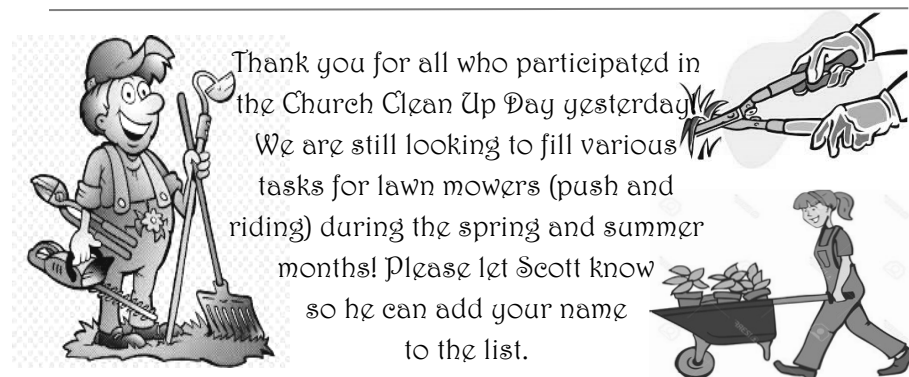 Thank you for all who participated in
the Church Clean Up Day yesterday!
We are still looking to fill various
tasks for lawn mowers (push and
riding) during the spring and summer
months! Please let Scott know
so he can add your name
to the list.